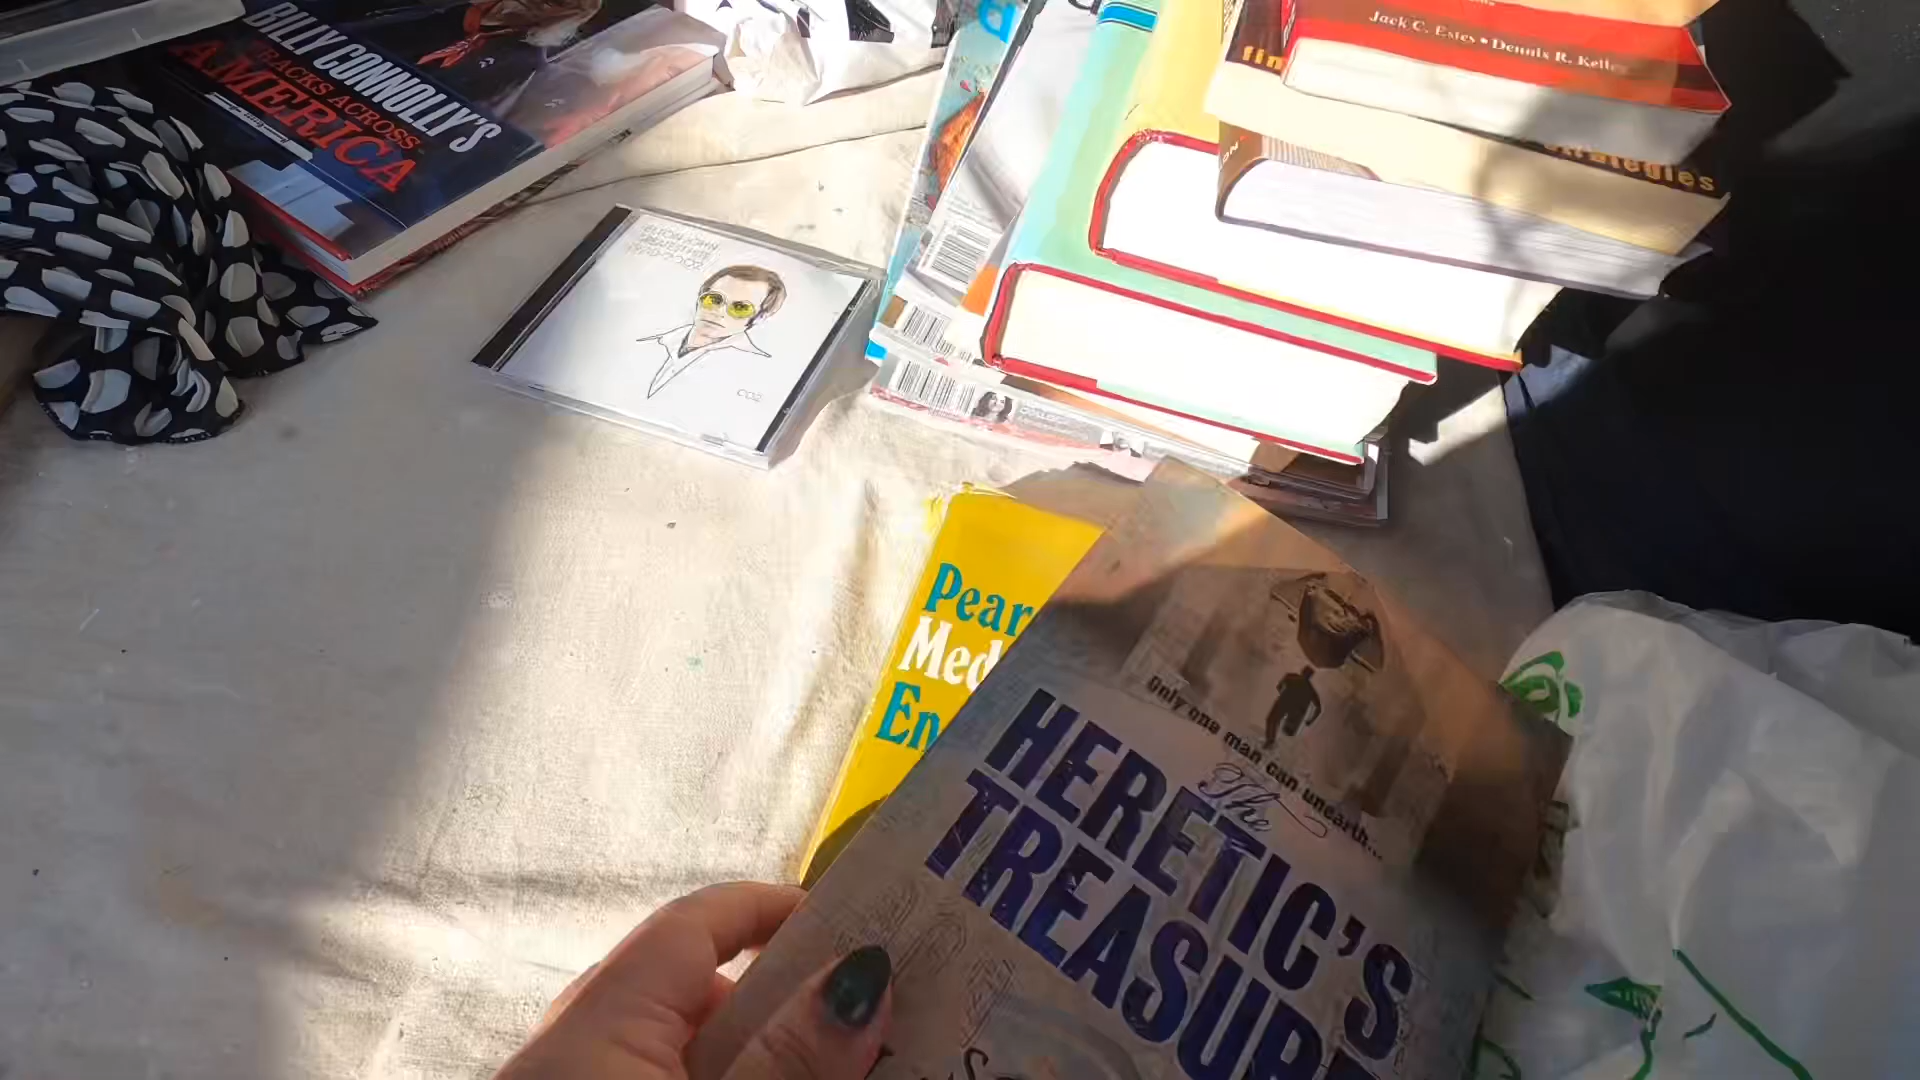 BILLY CONNOLLY'S
TRACKS ACROSS
AMERICA
ELTON JOHN
GREATEST HITS
1970-2002
CD2
Jack C. Estes • Dennis R. Kelley
strategies
Pear
Med
En
Only one man can unearth...
The
HERETIC'S
TREASURE